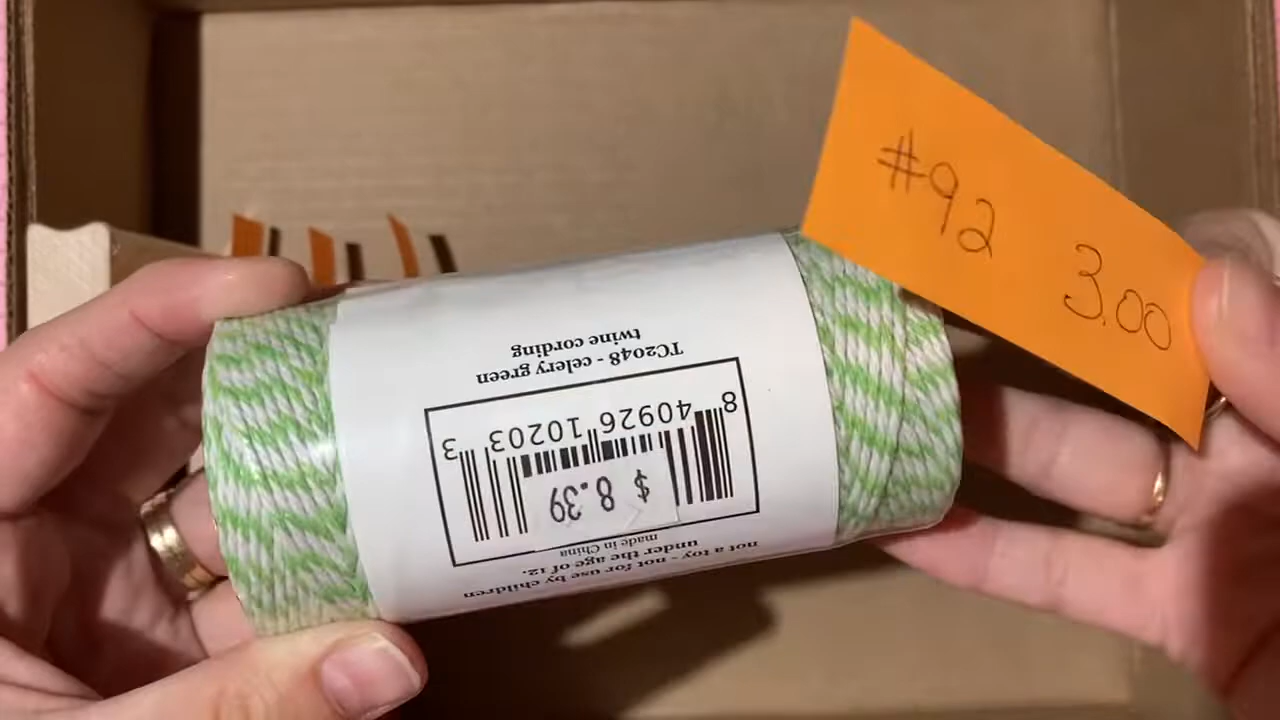 #92 3.00
TC2048 - celery green
twine cording
8 40926 10203 3
$ 8.39
not a toy - not for use by children
under the age of 12.
made in China